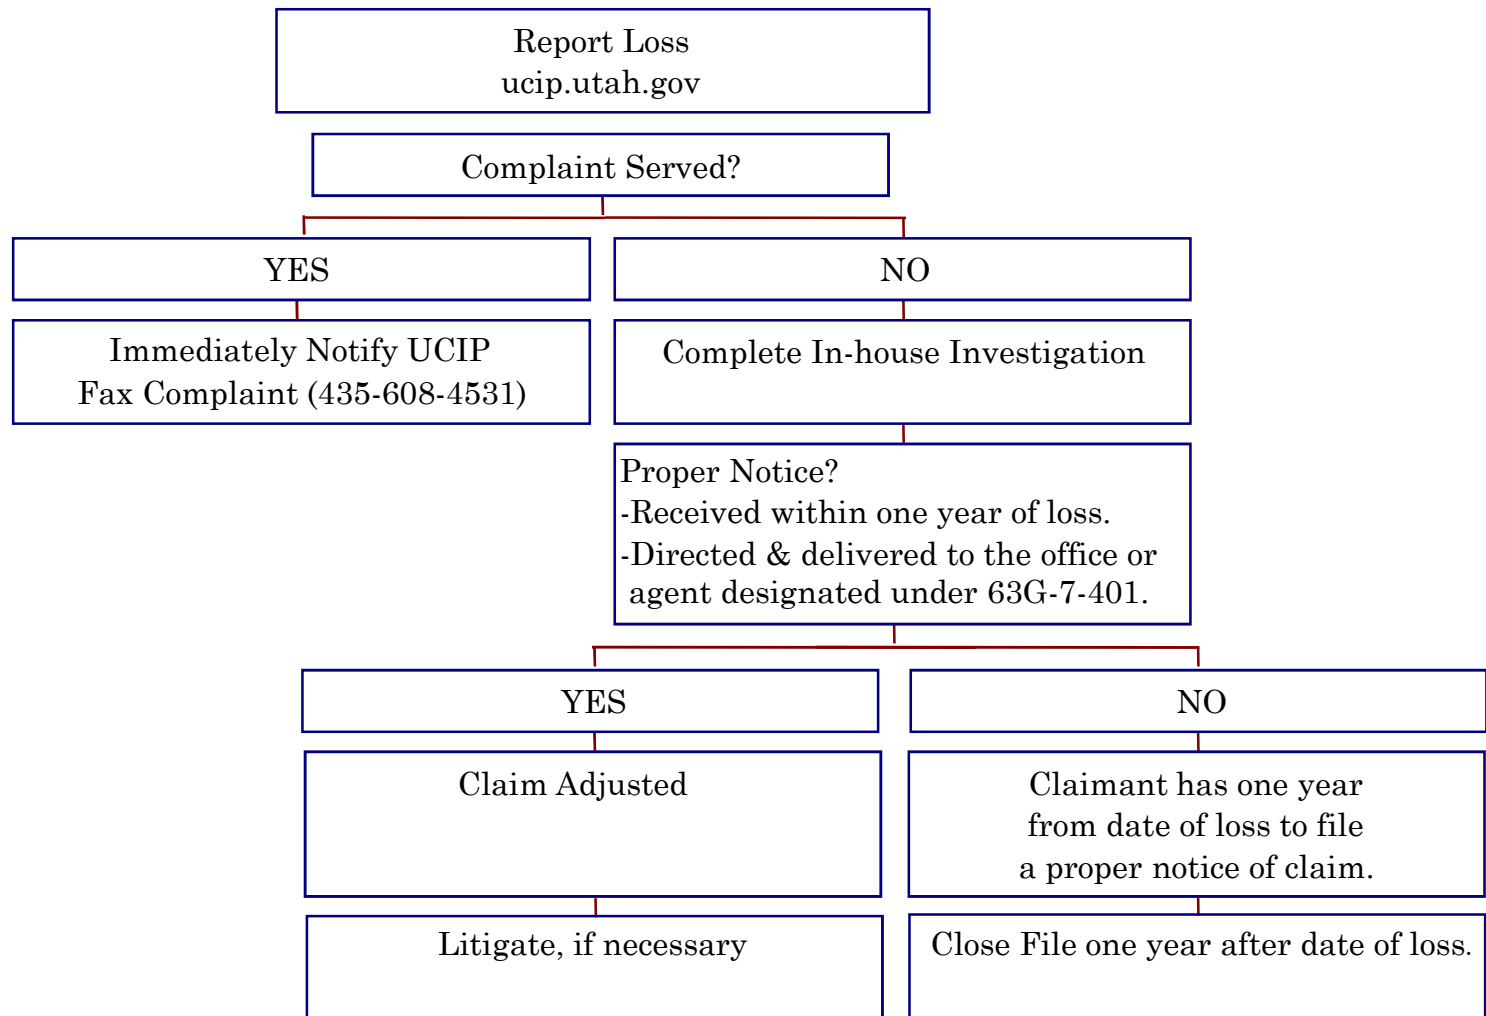 Report Loss
ucip.utah.gov
Complaint Served?
YES
NO
Immediately Notify UCIP
Fax Complaint (435-608-4531)
Complete In-house Investigation
Proper Notice?
-Received within one year of loss.
-Directed & delivered to the office or
agent designated under 63G-7-401.
YES
NO
Claim Adjusted
Claimant has one year
from date of loss to file
a proper notice of claim.
Litigate, if necessary
Close File one year after date of loss.